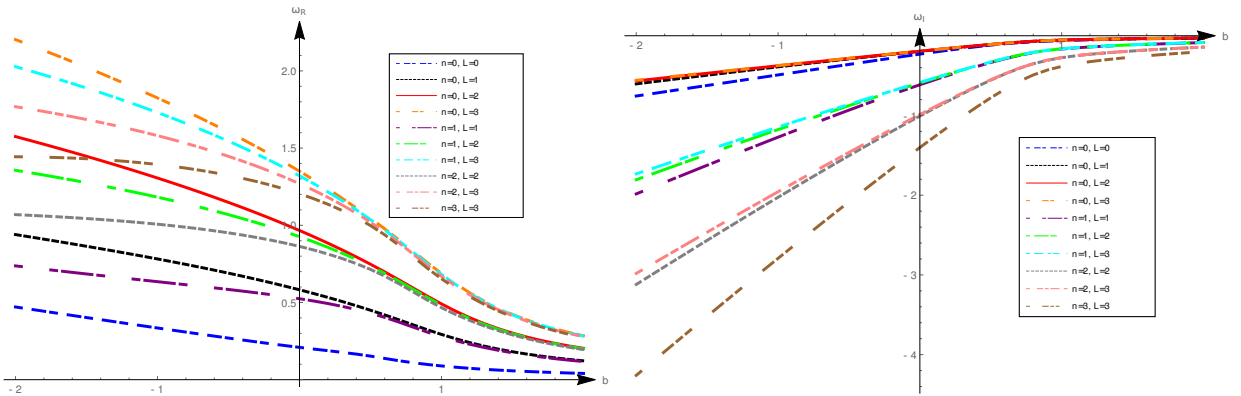 ω_R
2.0
1.5
1.0
0.5
-2
-1
1
b
n=0, L=0
n=0, L=1
n=0, L=2
n=0, L=3
n=1, L=1
n=1, L=2
n=1, L=3
n=2, L=2
n=2, L=3
n=3, L=3
ω_I
-2
-1
b
-2
-3
-4
n=0, L=0
n=0, L=1
n=0, L=2
n=0, L=3
n=1, L=1
n=1, L=2
n=1, L=3
n=2, L=2
n=2, L=3
n=3, L=3